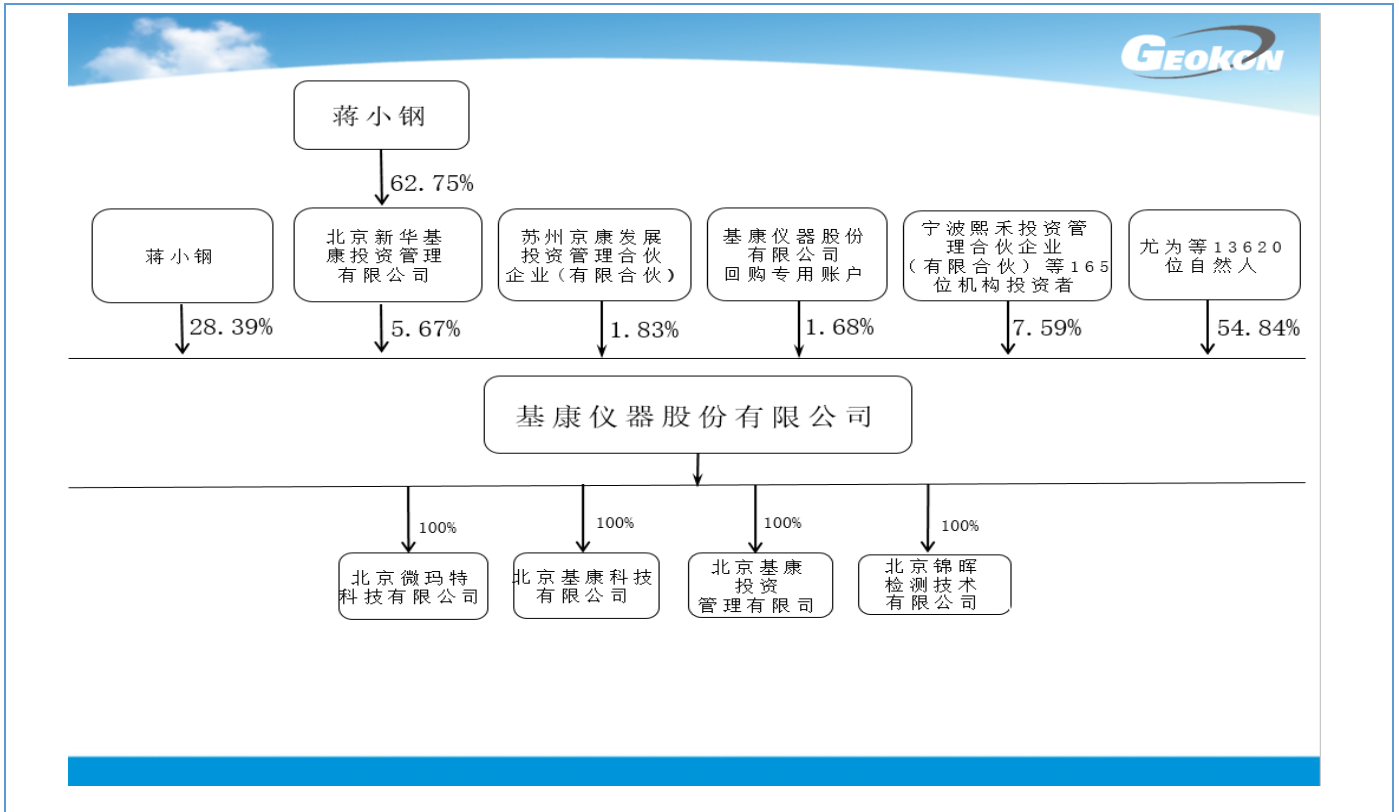 GEOKON
蒋小钢
62.75%
蒋小钢
北京新华基
康投资管理
有限公司
苏州京康发展
投资管理合伙
企业(有限合伙)
基康仪器股份
有限公司
回购专用账户
宁波熙禾投资管
理合伙企业
(有限合伙)等165
位机构投资者
尤为等13620
位自然人
28.39%
5.67%
1.83%
1.68%
7.59%
54.84%
基康仪器股份有限公司
100%
100%
100%
100%
北京微玛特
科技有限公司
北京基康科技
有限公司
北京基康
投资
管理有限司
北京锦晖
检测技术
有限公司